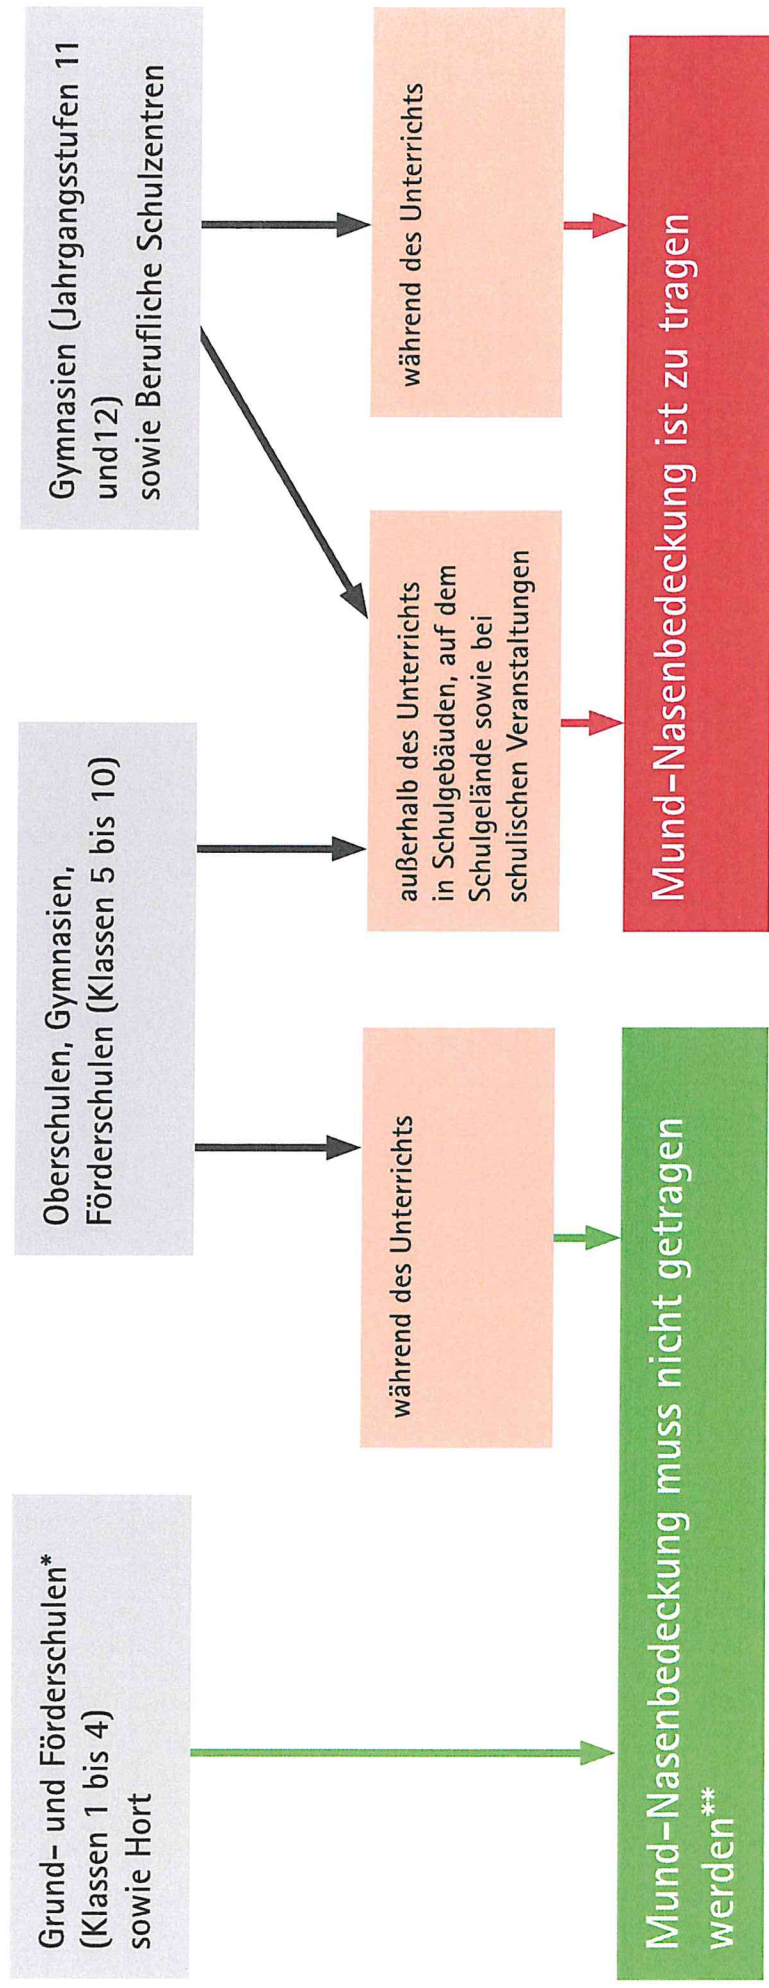 Grund- und Förderschulen*
(Klassen 1 bis 4)
sowie Hort
Oberschulen, Gymnasien,
Förderschulen (Klassen 5 bis 10)
Gymnasien (Jahrgangsstufen 11
und12)
sowie Berufliche Schulzentren
während des Unterrichts
außerhalb des Unterrichts
in Schulgebäuden, auf dem
Schulgelände sowie bei
schulischen Veranstaltungen
während des Unterrichts
Mund-Nasenbedeckung muss nicht getragen
werden**
Mund-Nasenbedeckung ist zu tragen